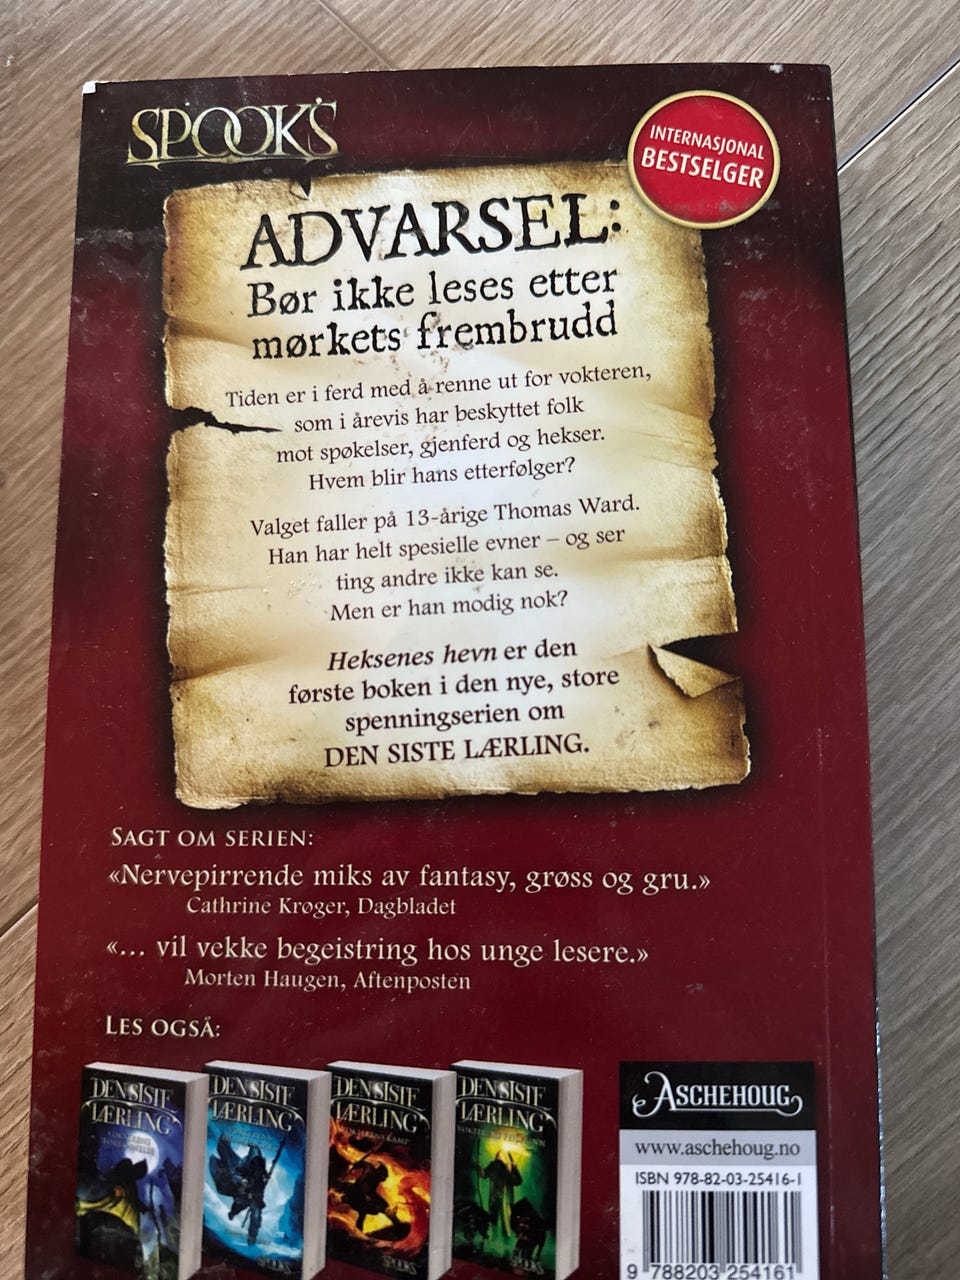 SPOOK'S
INTERNASJONAL
BESTSELGER
ADVARSEL:
Bør ikke leses etter
mørkets frembrudd
Tiden er i ferd med å renne ut for vokteren,
som i årevis har beskyttet folk
mot spøkelser, gjenferd og hekser.
Hvem blir hans etterfølger?
Valget faller på 13-årige Thomas Ward.
Han har helt spesielle evner – og ser
ting andre ikke kan se.
Men er han modig nok?
Heksenes hevn er den
første boken i den nye, store
spenningserien om
DEN SISTE LÆRLING.
SAGT OM SERIEN:
«Nervepirrende miks av fantasy, grøss og gru.»
Cathrine Krøger, Dagbladet
«... vil vekke begeistring hos unge lesere.»
Morten Haugen, Aftenposten
LES OGSÅ:
DEN SISTE
LÆRLING
DEN SISTE
LÆRLING
DEN SISTE
LÆRLING
KAMP
SPOOK'S
DEN SISTE
LÆRLING
SPOOK'S
ASCHEHOUG
www.aschehoug.no
ISBN 978-82-03-25416-1
9 788203 254161